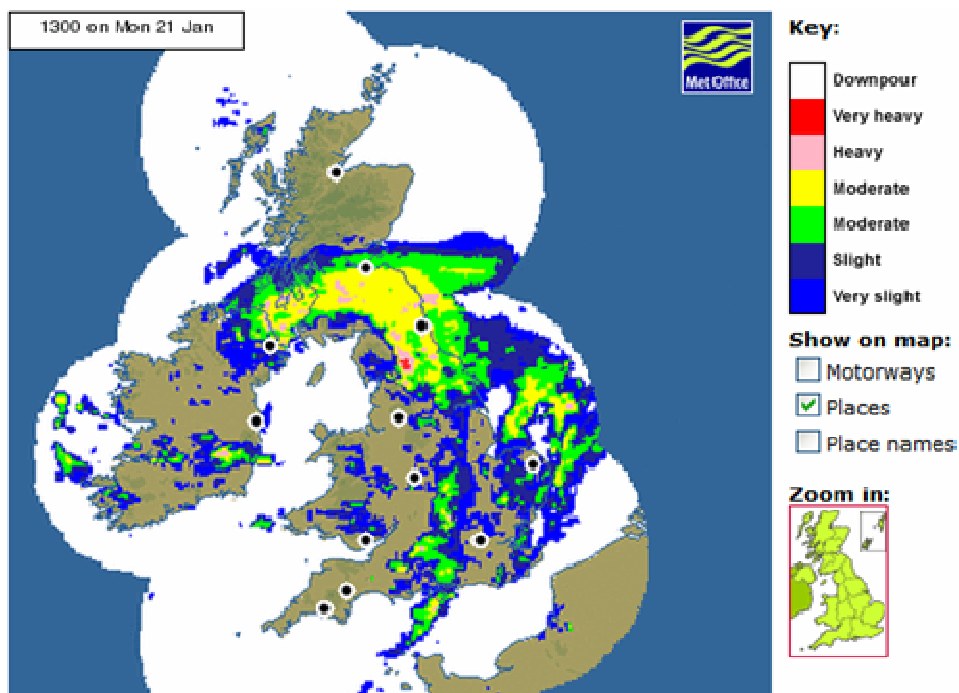 1300 on Mon 21 Jan
Met Office
Key:
Downpour
Very heavy
Heavy
Moderate
Moderate
Slight
Very slight
Show on map:
Motorways
Places
Place names
Zoom in: